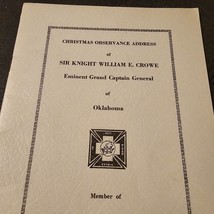 CHRISTMAS OBSERVANCE ADDRESS
of
SIR KNIGHT WILLIAM E. CROWE
Eminent Grand Captain General
of
Oklahoma
Member of